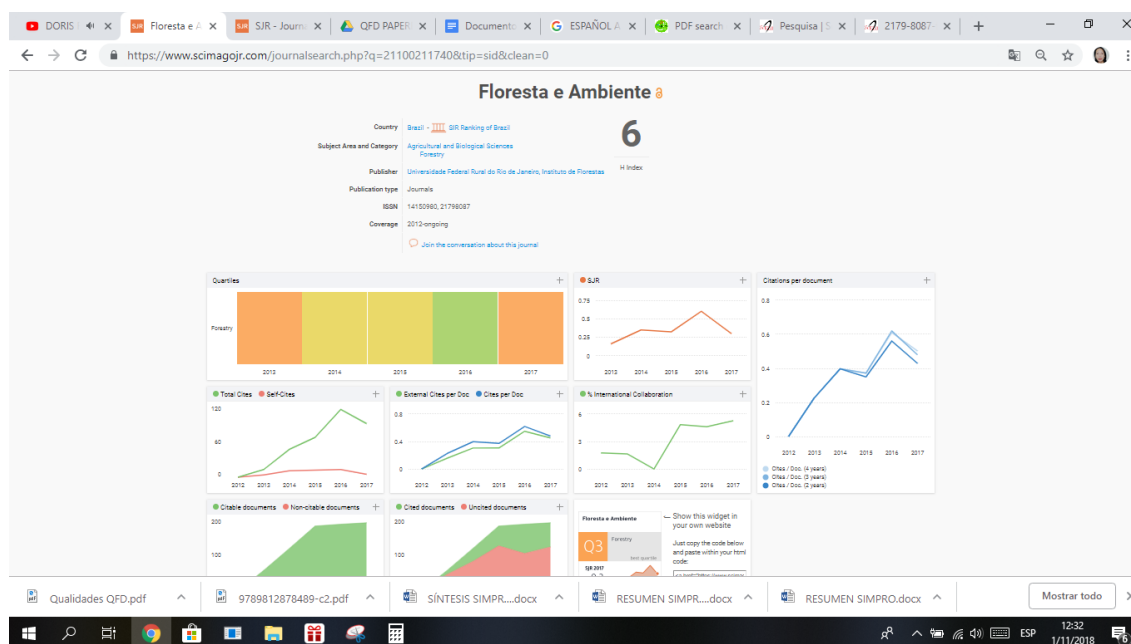 DORIS
Floresta e A
SJR - Journ
QFD PAPER
Documento
ESPAÑOL A
PDF search
Pesquisa | S
2179-8087-
https://www.scimagojr.com/journalsearch.php?q=21100211740&tip=sid&clean=0
Floresta e Ambiente
Country Brazil - SIR Ranking of Brazil
6
Subject Area and Category Agricultural and Biological Sciences
Forestry
H Index
Publisher Universidade Federal Rural do Rio de Janeiro, Instituto de Florestas
Publication type Journals
ISSN 14150980, 21798087
Coverage 2012-ongoing
Join the conversation about this journal
Quartiles
Forestry
2013 2014 2015 2016 2017
SJR
0.75
0.5
0.25
0
2013 2014 2015 2016 2017
Citations per document
0.8
0.6
0.4
0.2
0
2012 2013 2014 2015 2016 2017
Cites / Doc. (4 years)
Cites / Doc. (3 years)
Cites / Doc. (2 years)
Total Cites Self-Cites
120
60
0
2012 2013 2014 2015 2016 2017
External Cites per Doc Cites per Doc
0.8
0.4
0
2012 2013 2014 2015 2016 2017
% International Collaboration
6
3
0
2012 2013 2014 2015 2016 2017
Citable documents Non-citable documents
200
100
Cited documents Uncited documents
200
100
Floresta e Ambiente
Q3 Forestry
best quartile
SJR 2017
Show this widget in
your own website
Just copy the code below
and paste within your html
code:
Qualidades QFD.pdf
9789812878489-c2.pdf
SÍNTESIS SIMPR....docx
RESUMEN SIMPR....docx
RESUMEN SIMPRO.docx
Mostrar todo
ESP
12:32
1/11/2018
6